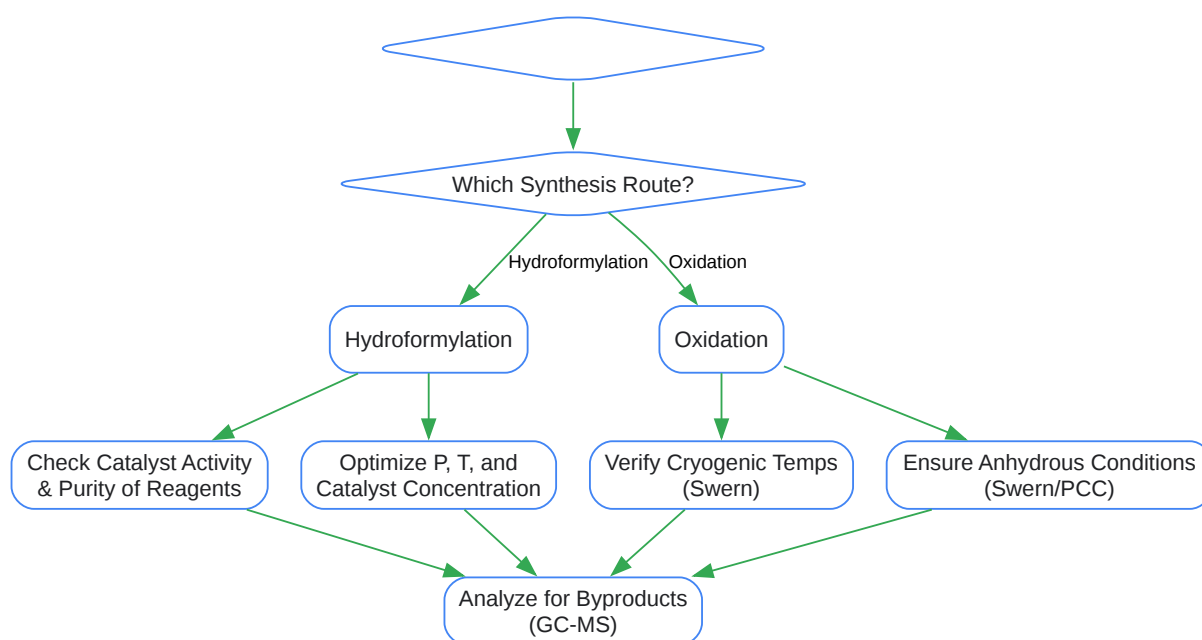 Which Synthesis Route?
Hydroformylation
Oxidation
Hydroformylation
Oxidation
Check Catalyst Activity
& Purity of Reagents
Optimize P, T, and
Catalyst Concentration
Verify Cryogenic Temps
(Swern)
Ensure Anhydrous Conditions
(Swern/PCC)
Analyze for Byproducts
(GC-MS)